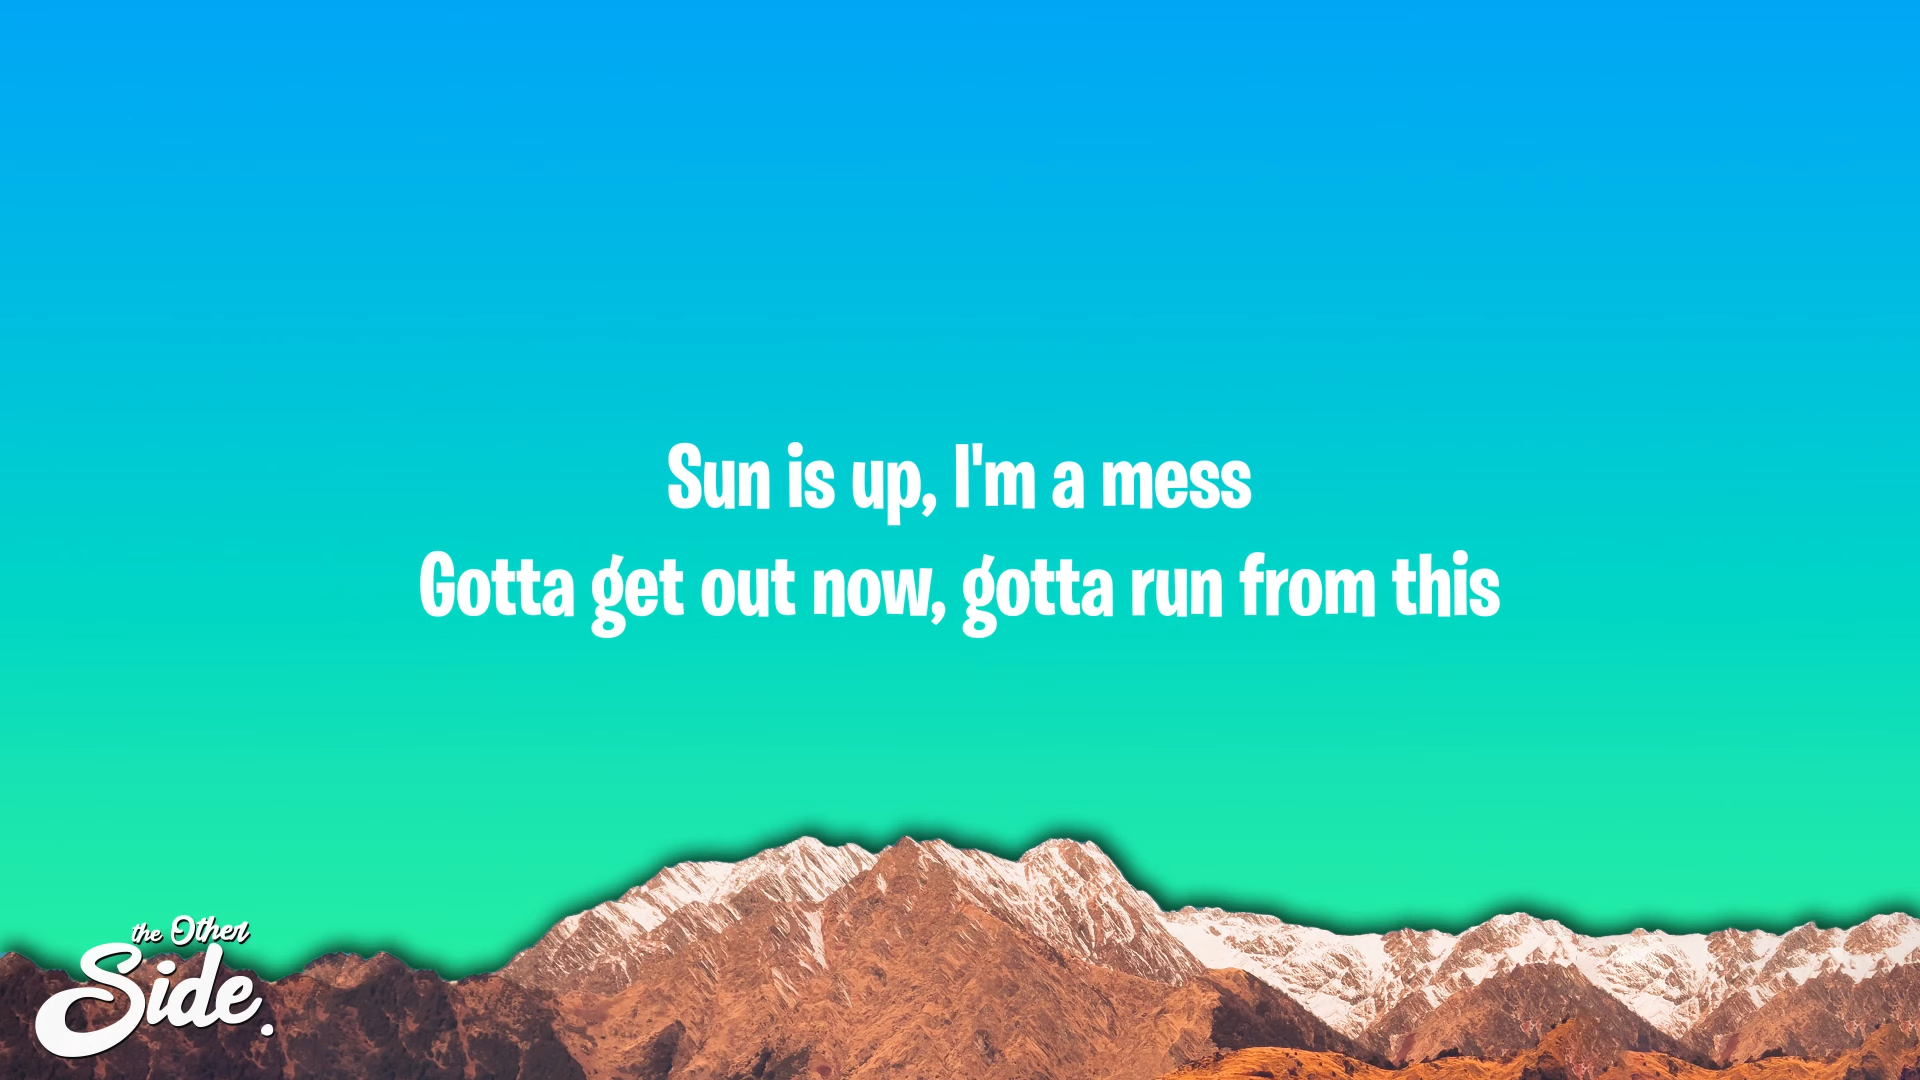 Sun is up, I'm a mess
Gotta get out now, gotta run from this
the Other
Side.